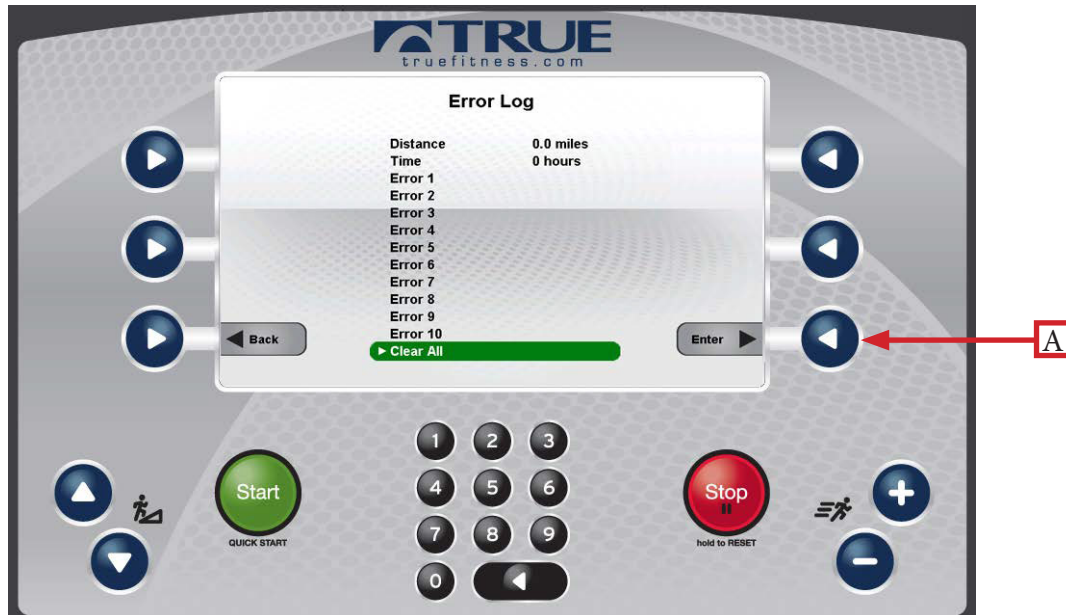 TRUE
truefitness.com
Error Log
Distance 0.0 miles
Time 0 hours
Error 1
Error 2
Error 3
Error 4
Error 5
Error 6
Error 7
Error 8
Error 9
Error 10
Clear All
Back
Enter
A
1 2 3
4 5 6
7 8 9
0
Start
QUICK START
Stop
hold to RESET